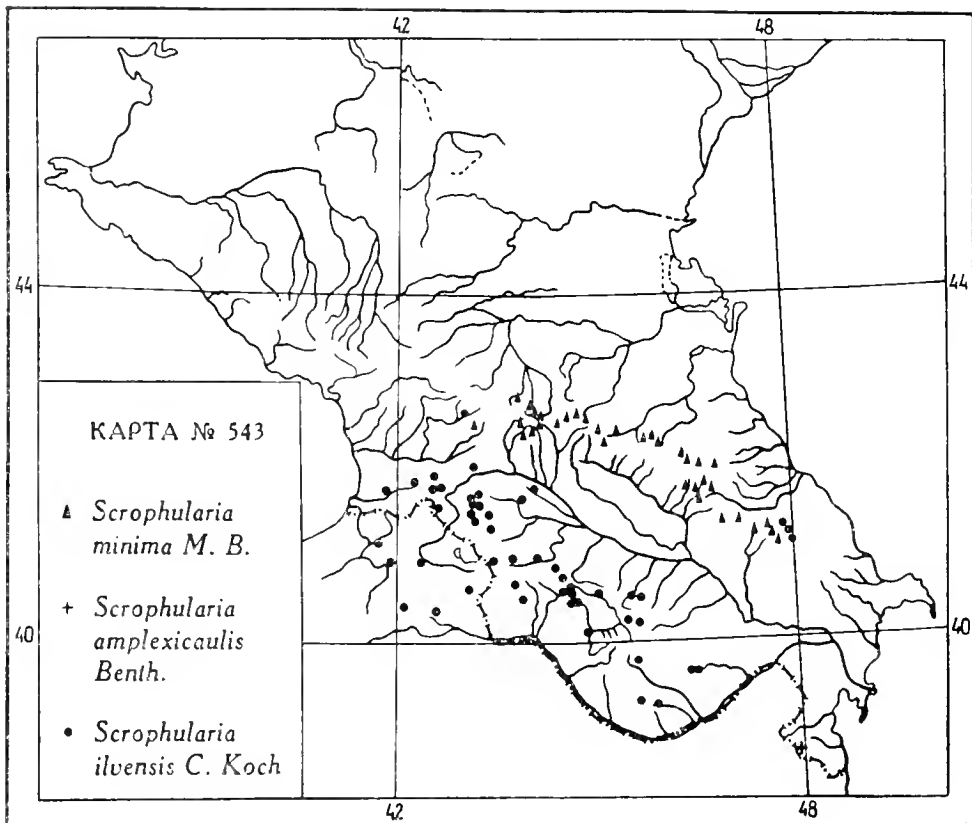 42 48
44 44
КАРТА № 543
Scrophularia
minima M. B.
Scrophularia
amplexicaulis
Benth.
Scrophularia
ilvensis C. Koch
40 40
42 48